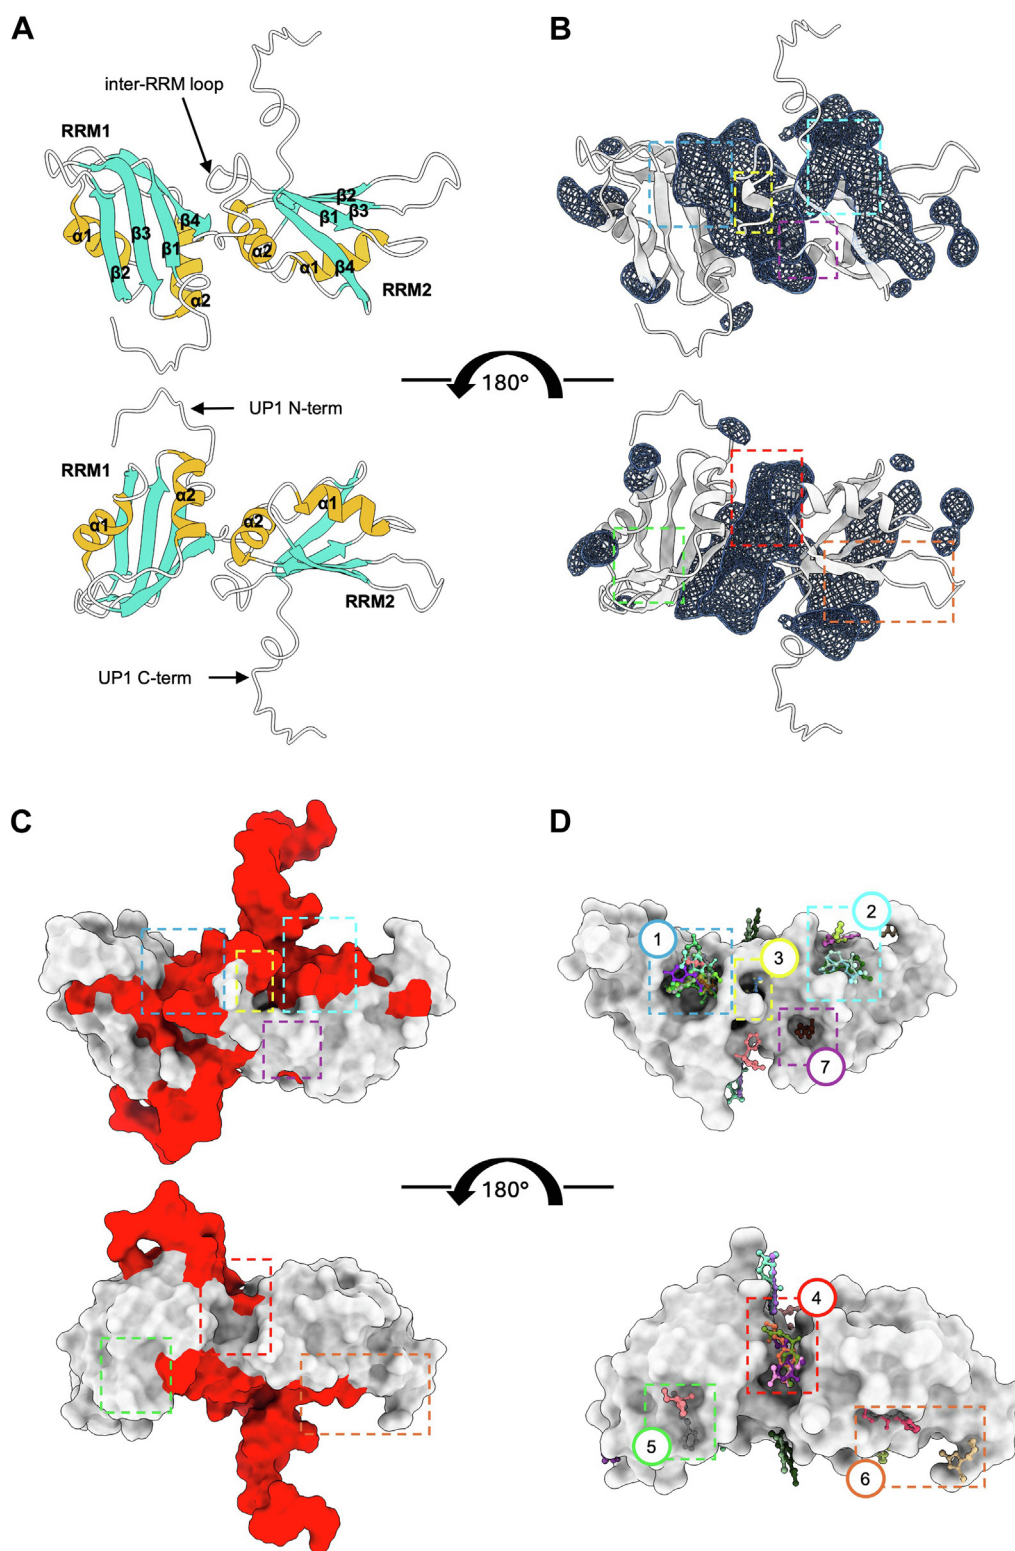 A
inter-RRM loop
RRM1
β2
β1
β3
β4
α1
β3
β1
β2
α2
α2
α1
β4
RRM2
B
180°
UP1 N-term
RRM1
α2
α1
α2
α1
RRM2
UP1 C-term
C
D
1
2
3
7
180°
4
5
6